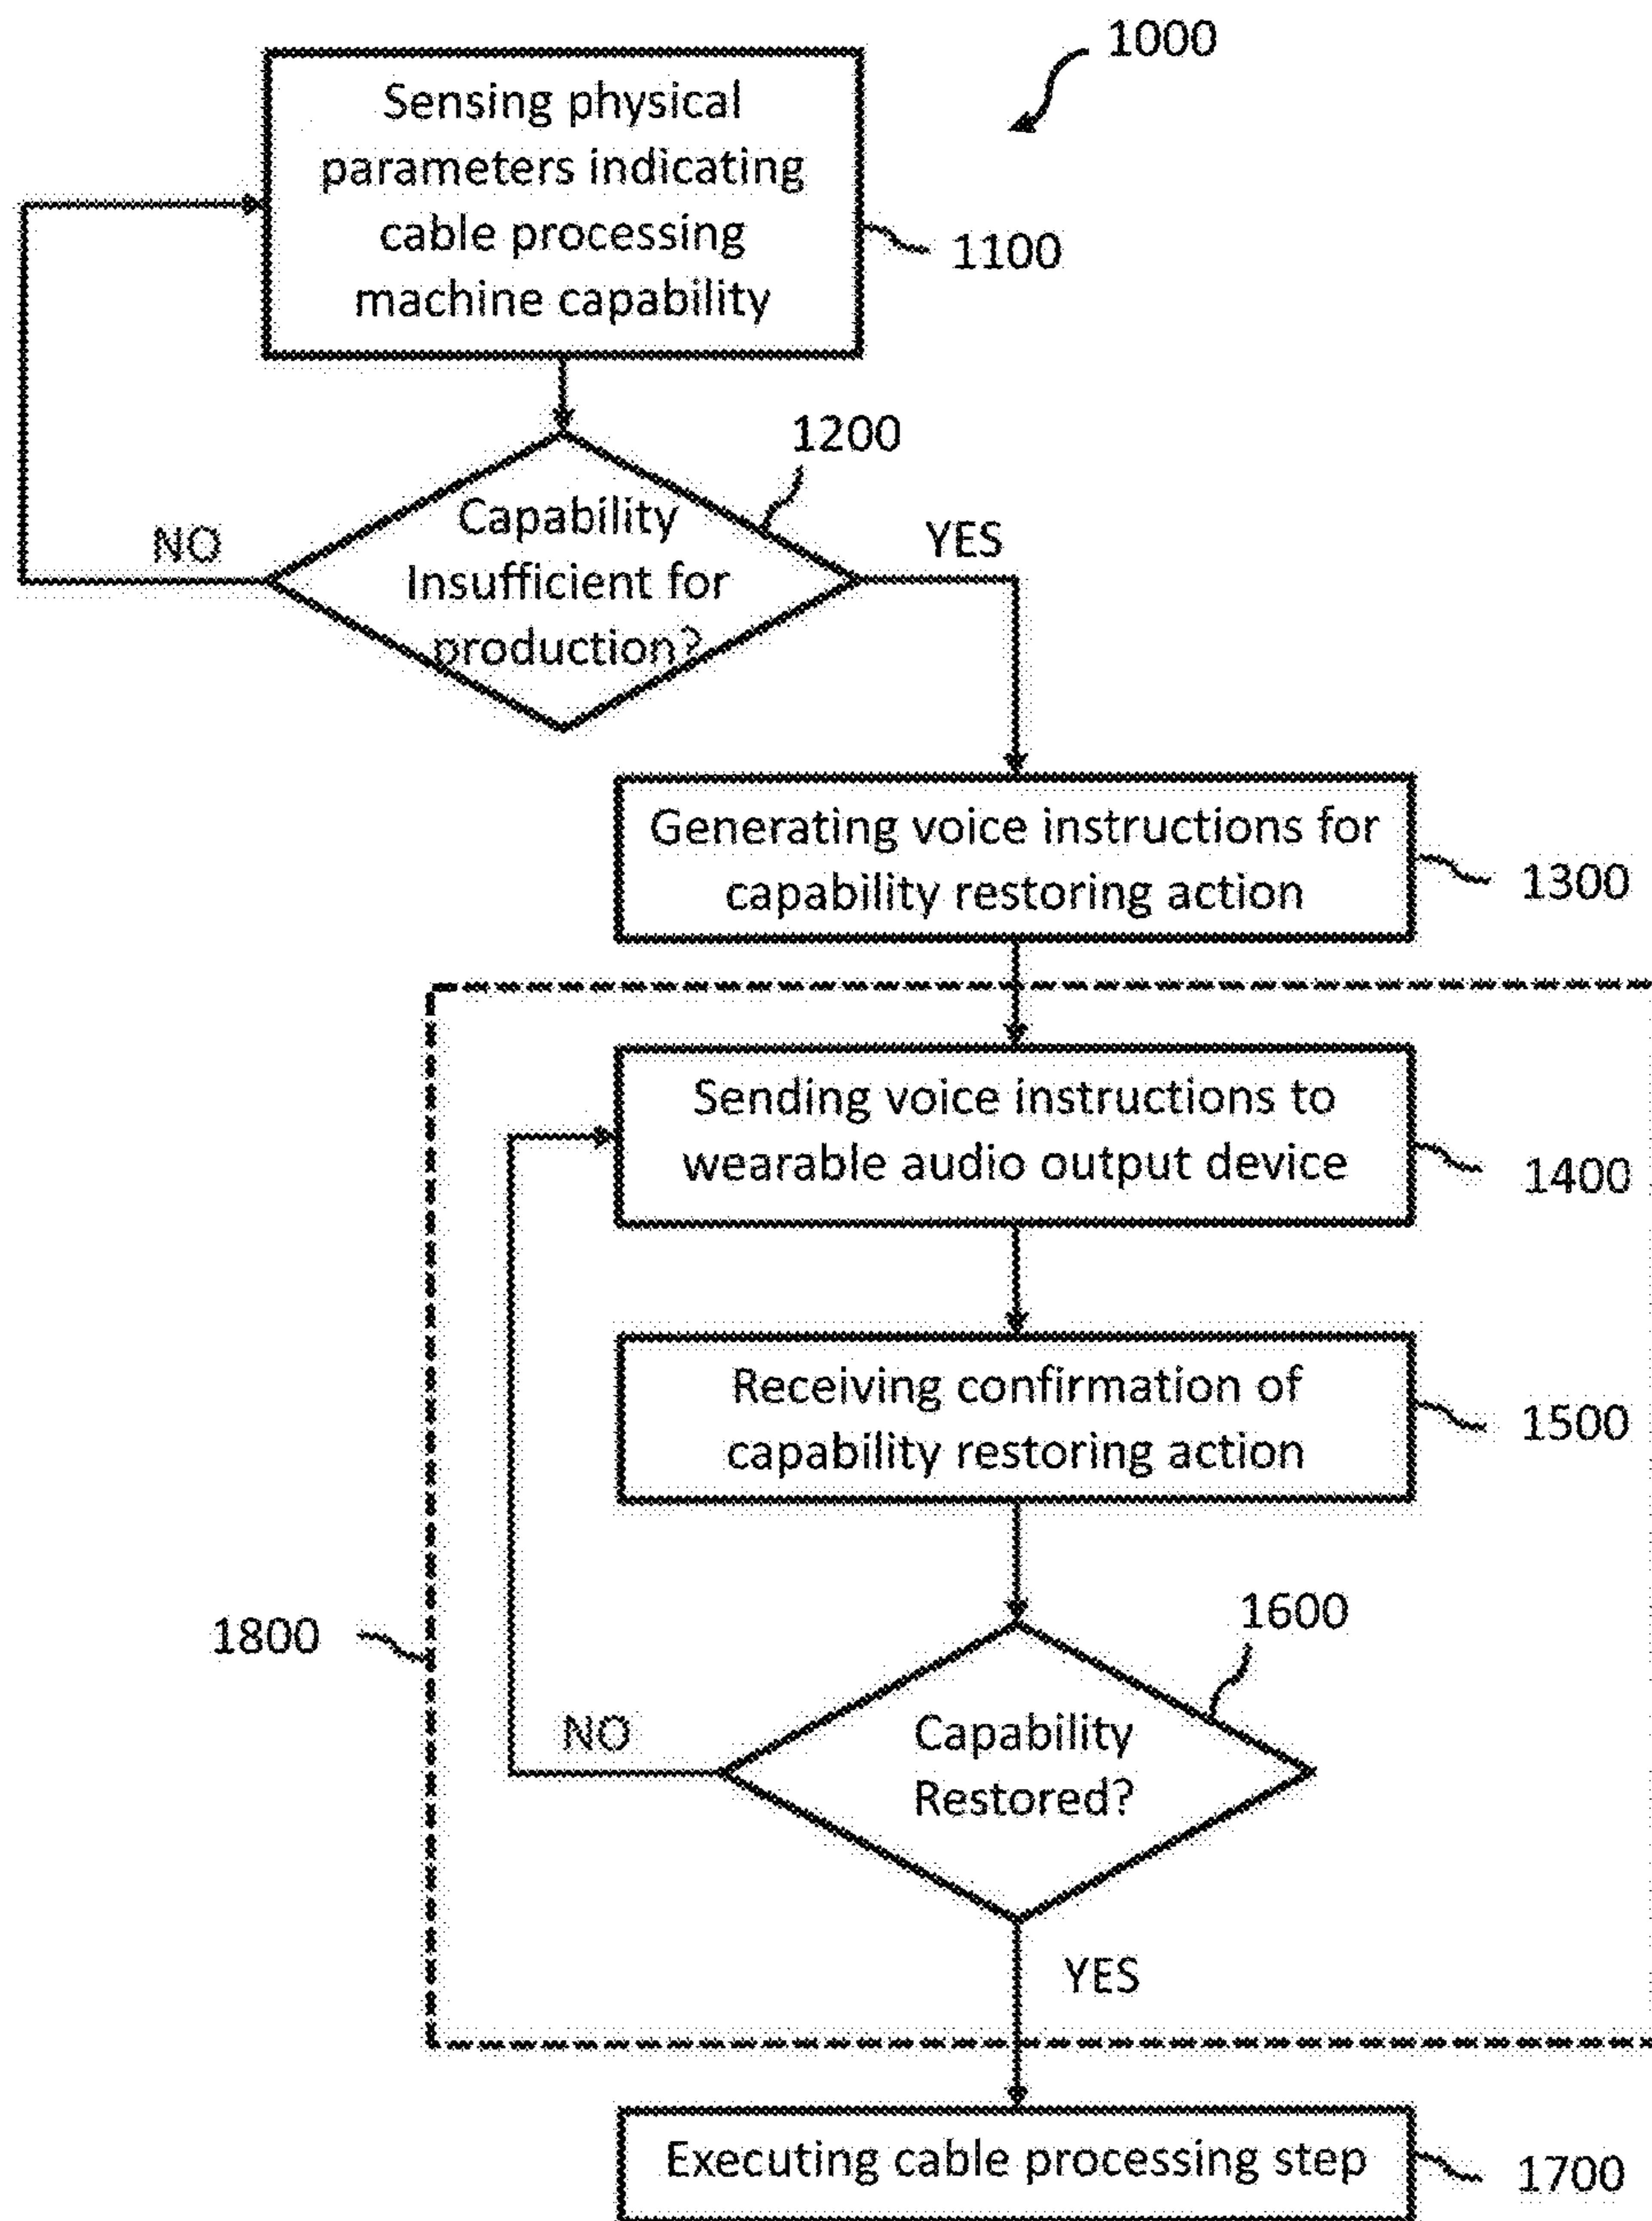 1000
Sensing physical
parameters indicating
cable processing
machine capability
1100
1200
Capability
Insufficient for
production?
NO
YES
Generating voice instructions for
capability restoring action
1300
Sending voice instructions to
wearable audio output device
1400
Receiving confirmation of
capability restoring action
1500
1600
1800
Capability
Restored?
NO
YES
Executing cable processing step
1700